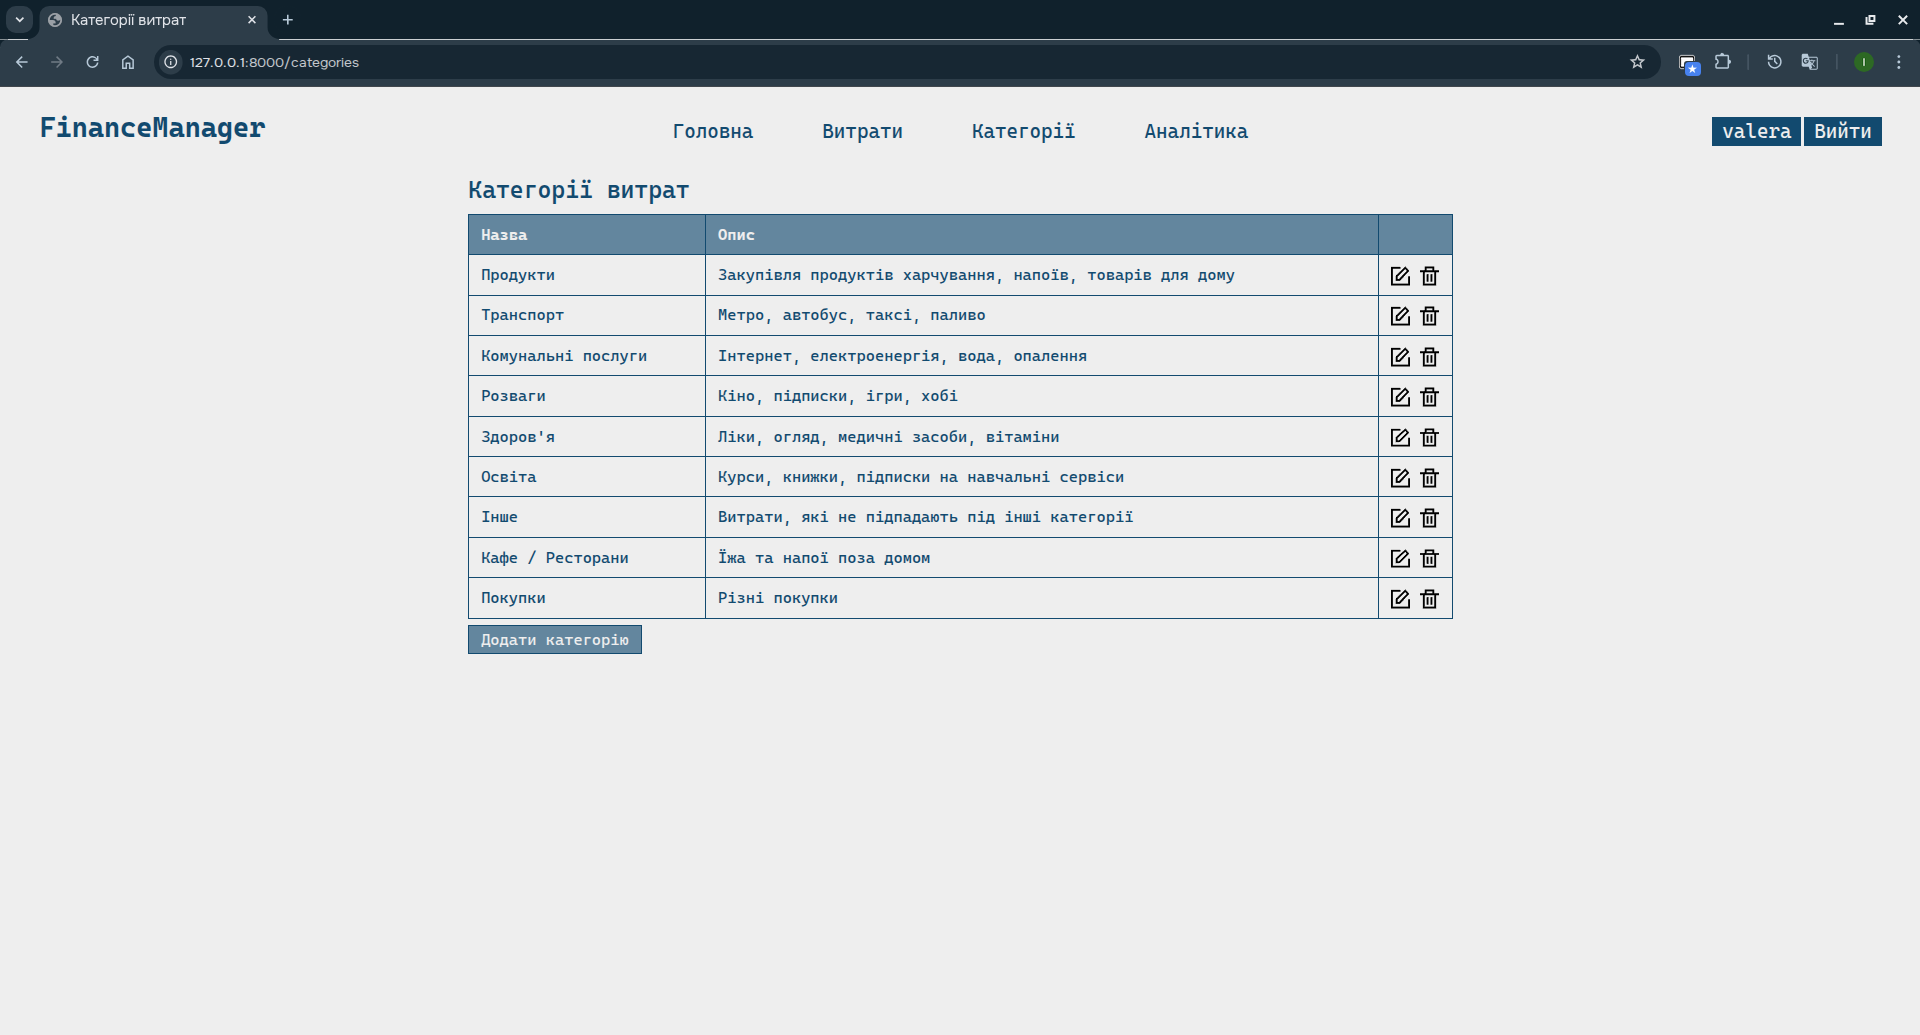 Категорії витрат
127.0.0.1:8000/categories
I
FinanceManager
Головна Витрати Категорії Аналітика
valera Вийти
Категорії витрат
Назва Опис
Продукти Закупівля продуктів харчування, напоїв, товарів для дому
Транспорт Метро, автобус, таксі, паливо
Комунальні послуги Інтернет, електроенергія, вода, опалення
Розваги Кіно, підписки, ігри, хобі
Здоров'я Ліки, огляд, медичні засоби, вітаміни
Освіта Курси, книжки, підписки на навчальні сервіси
Інше Витрати, які не підпадають під інші категорії
Кафе / Ресторани Їжа та напої поза домом
Покупки Різні покупки
Додати категорію